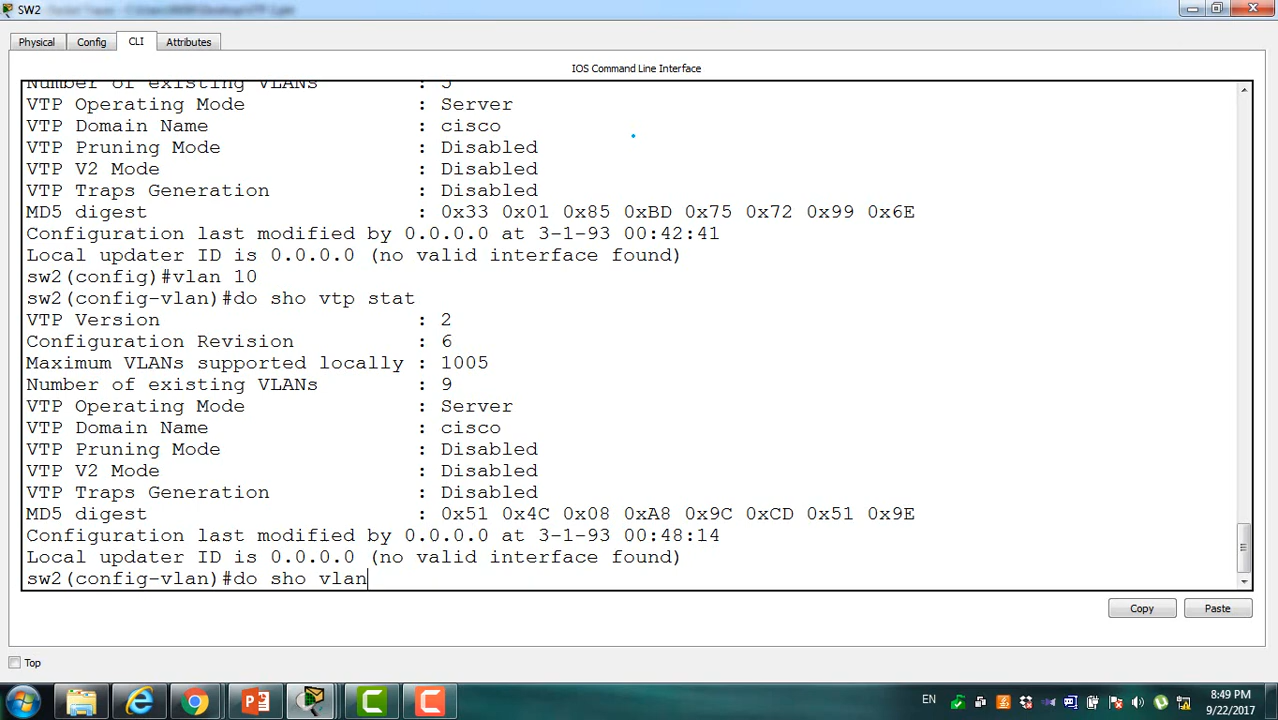 SW2
Physical
Config
CLI
Attributes
IOS Command Line Interface
Number of existing VLANs : 5
VTP Operating Mode : Server
VTP Domain Name : cisco
VTP Pruning Mode : Disabled
VTP V2 Mode : Disabled
VTP Traps Generation : Disabled
MD5 digest : 0x33 0x01 0x85 0xBD 0x75 0x72 0x99 0x6E
Configuration last modified by 0.0.0.0 at 3-1-93 00:42:41
Local updater ID is 0.0.0.0 (no valid interface found)
sw2(config)#vlan 10
sw2(config-vlan)#do sho vtp stat
VTP Version : 2
Configuration Revision : 6
Maximum VLANs supported locally : 1005
Number of existing VLANs : 9
VTP Operating Mode : Server
VTP Domain Name : cisco
VTP Pruning Mode : Disabled
VTP V2 Mode : Disabled
VTP Traps Generation : Disabled
MD5 digest : 0x51 0x4C 0x08 0xA8 0x9C 0xCD 0x51 0x9E
Configuration last modified by 0.0.0.0 at 3-1-93 00:48:14
Local updater ID is 0.0.0.0 (no valid interface found)
sw2(config-vlan)#do sho vlan
Copy
Paste
Top
EN
8:49 PM
9/22/2017